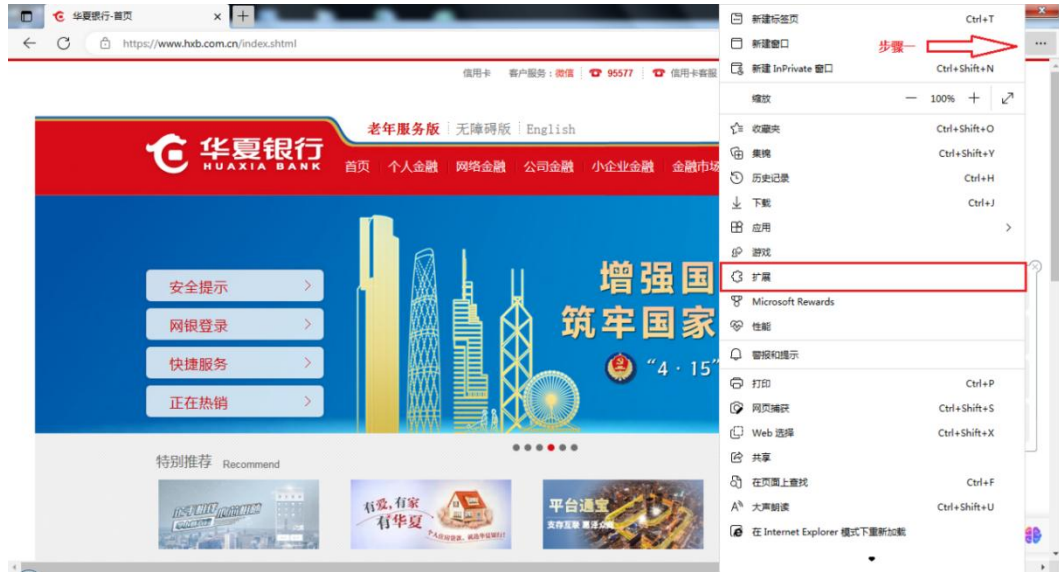 华夏银行-首页
https://www.hxb.com.cn/index.shtml
步骤一
信用卡 客户服务：微信 95577 信用卡客服
老年服务版 无障碍版 English
华夏银行
HUAXIA BANK
首页 个人金融 网络金融 公司金融 小企业金融 金融市场
增强国
筑牢国家
“4·15”
安全提示
网银登录
快捷服务
正在热销
特别推荐 Recommend
有爱,有家
有华夏
平台通宝
新建标签页 Ctrl+T
新建窗口
新建 InPrivate 窗口 Ctrl+Shift+N
缩放 100%
收藏夹 Ctrl+Shift+O
集锦 Ctrl+Shift+Y
历史记录 Ctrl+H
下载 Ctrl+J
应用
游戏
扩展
Microsoft Rewards
性能
警报和提示
打印 Ctrl+P
网页捕获 Ctrl+Shift+S
Web 选择 Ctrl+Shift+X
共享
在页面上查找 Ctrl+F
大声朗读 Ctrl+Shift+U
在 Internet Explorer 模式下重新加载